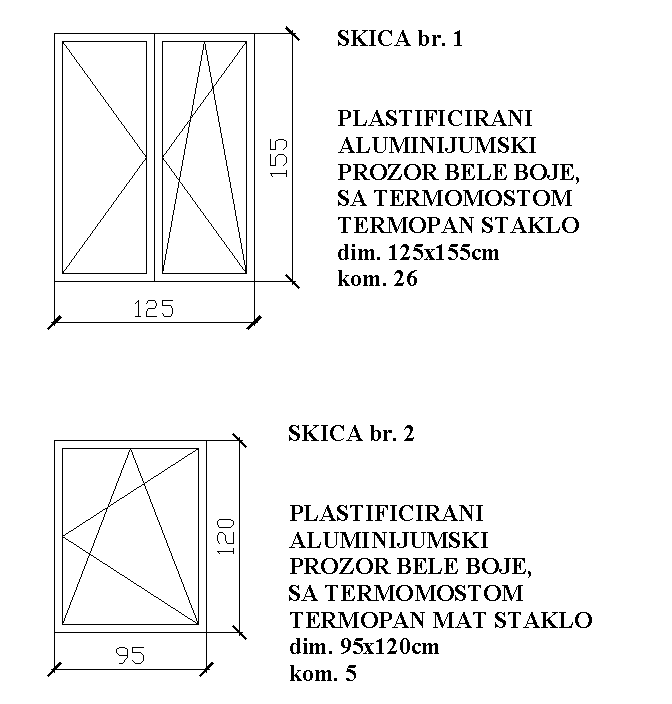 SKICA br. 1
PLASTIFICIRANI
ALUMINIJUMSKI
PROZOR BELE BOJE,
SA TERMOMOSTOM
TERMOPAN STAKLO
dim. 125x155cm
kom. 26
155
125
SKICA br. 2
PLASTIFICIRANI
ALUMINIJUMSKI
PROZOR BELE BOJE,
SA TERMOMOSTOM
TERMOPAN MAT STAKLO
dim. 95x120cm
kom. 5
120
95